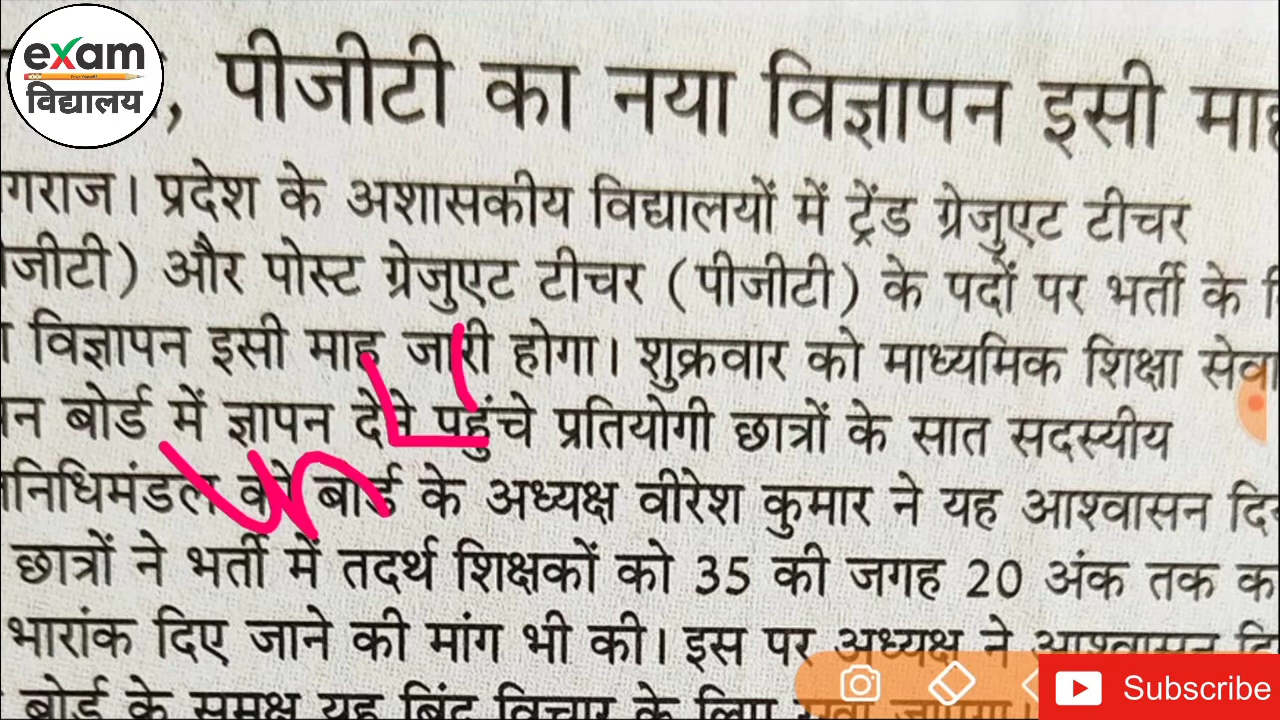 exam
विद्यालय
, पीजीटी का नया विज्ञापन इसी माह
गराज। प्रदेश के अशासकीय विद्यालयों में ट्रेंड ग्रेजुएट टीचर
जीटी) और पोस्ट ग्रेजुएट टीचर (पीजीटी) के पदों पर भर्ती के
विज्ञापन इसी माह जारी होगा। शुक्रवार को माध्यमिक शिक्षा सेवा
न बोर्ड में ज्ञापन देने पहुंचे प्रतियोगी छात्रों के सात सदस्यीय
निधिमंडल को बोर्ड के अध्यक्ष वीरेश कुमार ने यह आश्वासन
छात्रों ने भर्ती में तदर्थ शिक्षकों को 35 की जगह 20 अंक तक
भारांक दिए जाने की मांग भी की। इस पर अध्यक्ष ने आश्वासन
बोर्ड के समक्ष यह बिंदु विचार के लिए
Subscribe